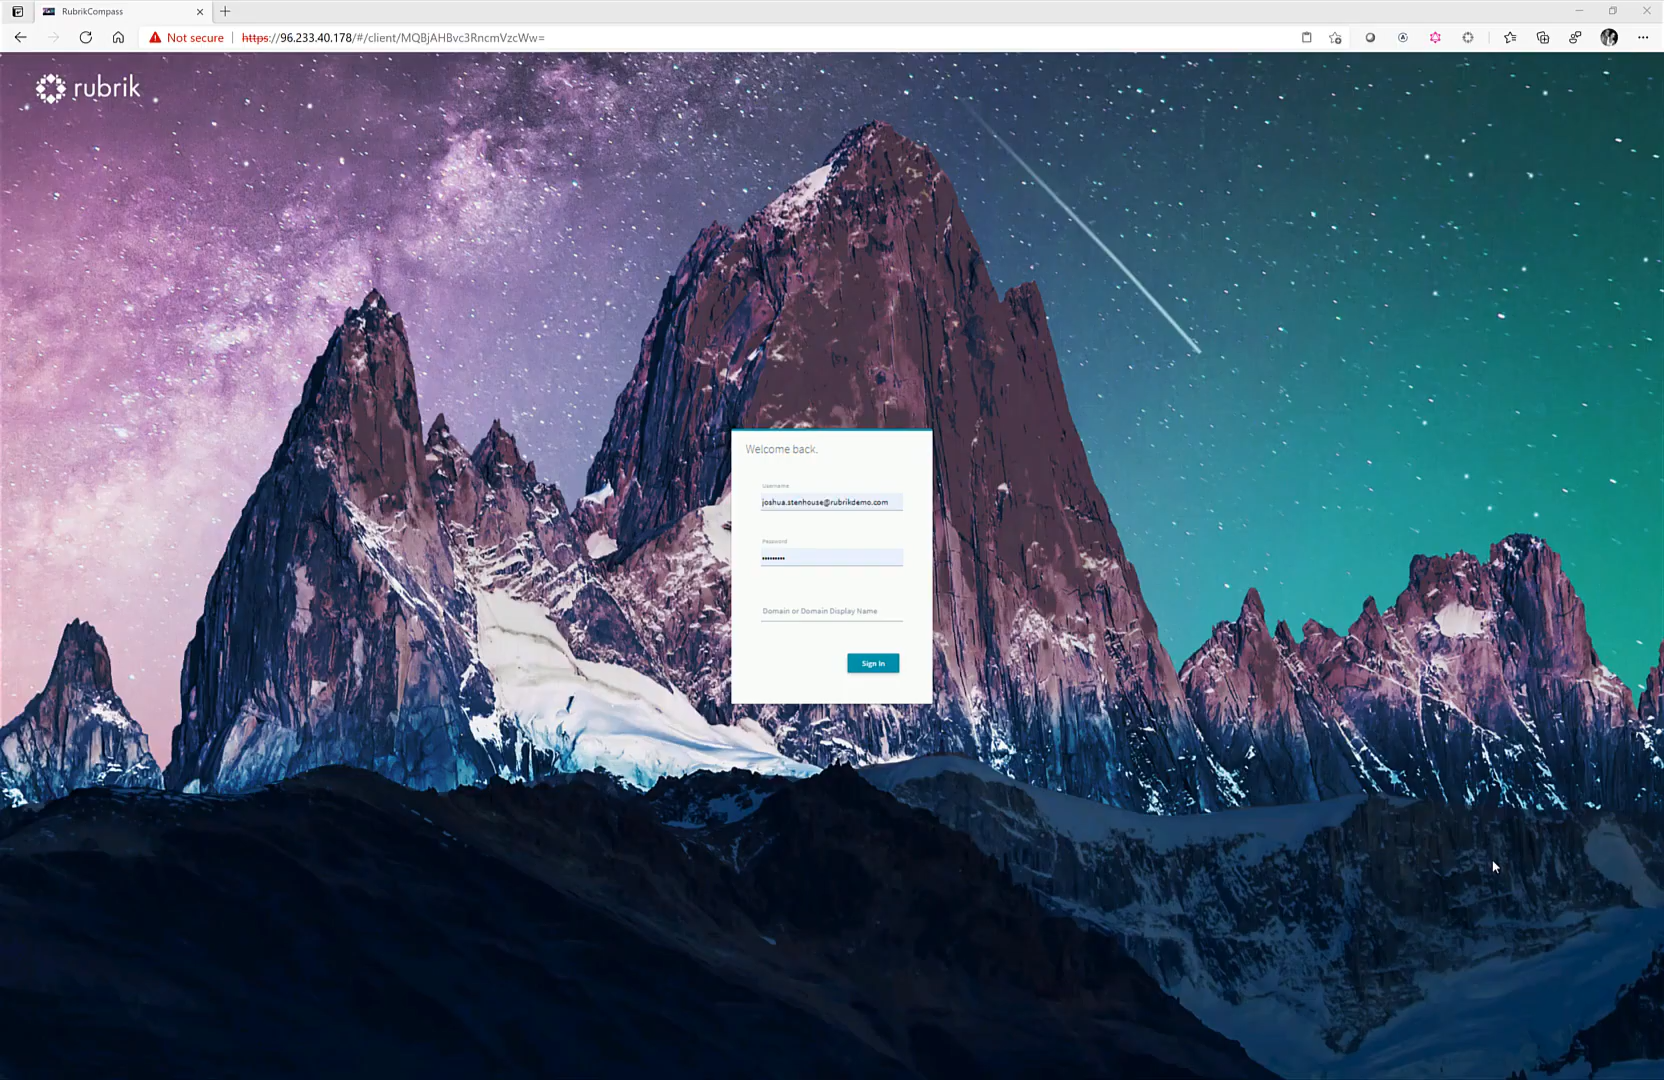 RubrikCompass
Not secure
https://96.233.40.178/#/client/MQBjAHBvc3RncmVzcWw=
rubrik
Welcome back.
Username
joshua.stenhouse@rubrikdemo.com
Password
Domain or Domain Display Name
Sign In